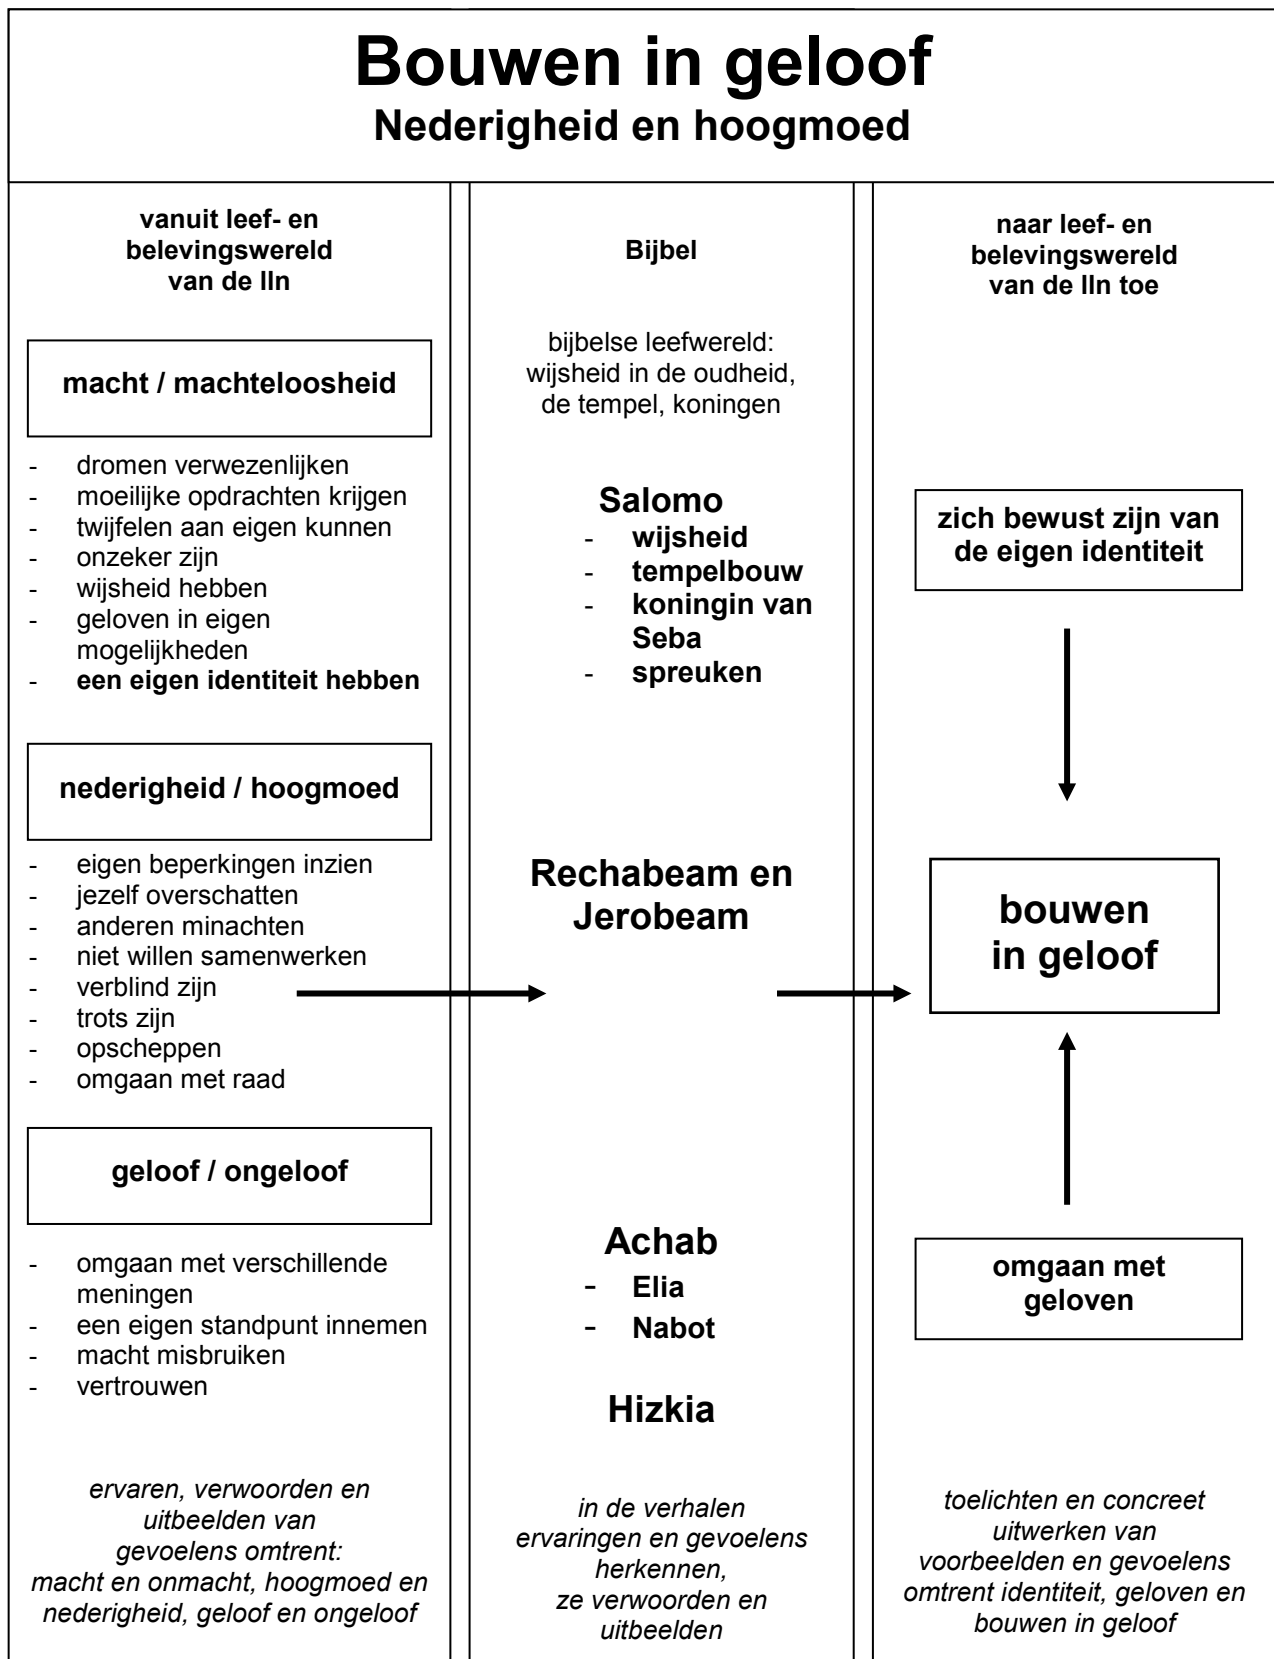 Bouwen in geloof
Nederigheid en hoogmoed
vanuit leef- en
belevingswereld
van de lln
macht / machteloosheid
- dromen verwezenlijken
- moeilijke opdrachten krijgen
- twijfelen aan eigen kunnen
- onzeker zijn
- wijsheid hebben
- geloven in eigen
mogelijkheden
- een eigen identiteit hebben
nederigheid / hoogmoed
- eigen beperkingen inzien
- jezelf overschatten
- anderen minachten
- niet willen samenwerken
- verblind zijn
- trots zijn
- opscheppen
- omgaan met raad
geloof / ongeloof
- omgaan met verschillende
meningen
- een eigen standpunt innemen
- macht misbruiken
- vertrouwen
ervaren, verwoorden en
uitbeelden van
gevoelens omtrent:
macht en onmacht, hoogmoed en
nederigheid, geloof en ongeloof
Bijbel
bijbelse leefwereld:
wijsheid in de oudheid,
de tempel, koningen
Salomo
- wijsheid
- tempelbouw
- koningin van
Seba
- spreuken
Rechabeam en
Jerobeam
Achab
- Elia
- Nabot
Hizkia
in de verhalen
ervaringen en gevoelens
herkennen,
ze verwoorden en
uitbeelden
naar leef- en
belevingswereld
van de lln toe
zich bewust zijn van
de eigen identiteit
bouwen
in geloof
omgaan met
geloven
toelichten en concreet
uitwerken van
voorbeelden en gevoelens
omtrent identiteit, geloven en
bouwen in geloof